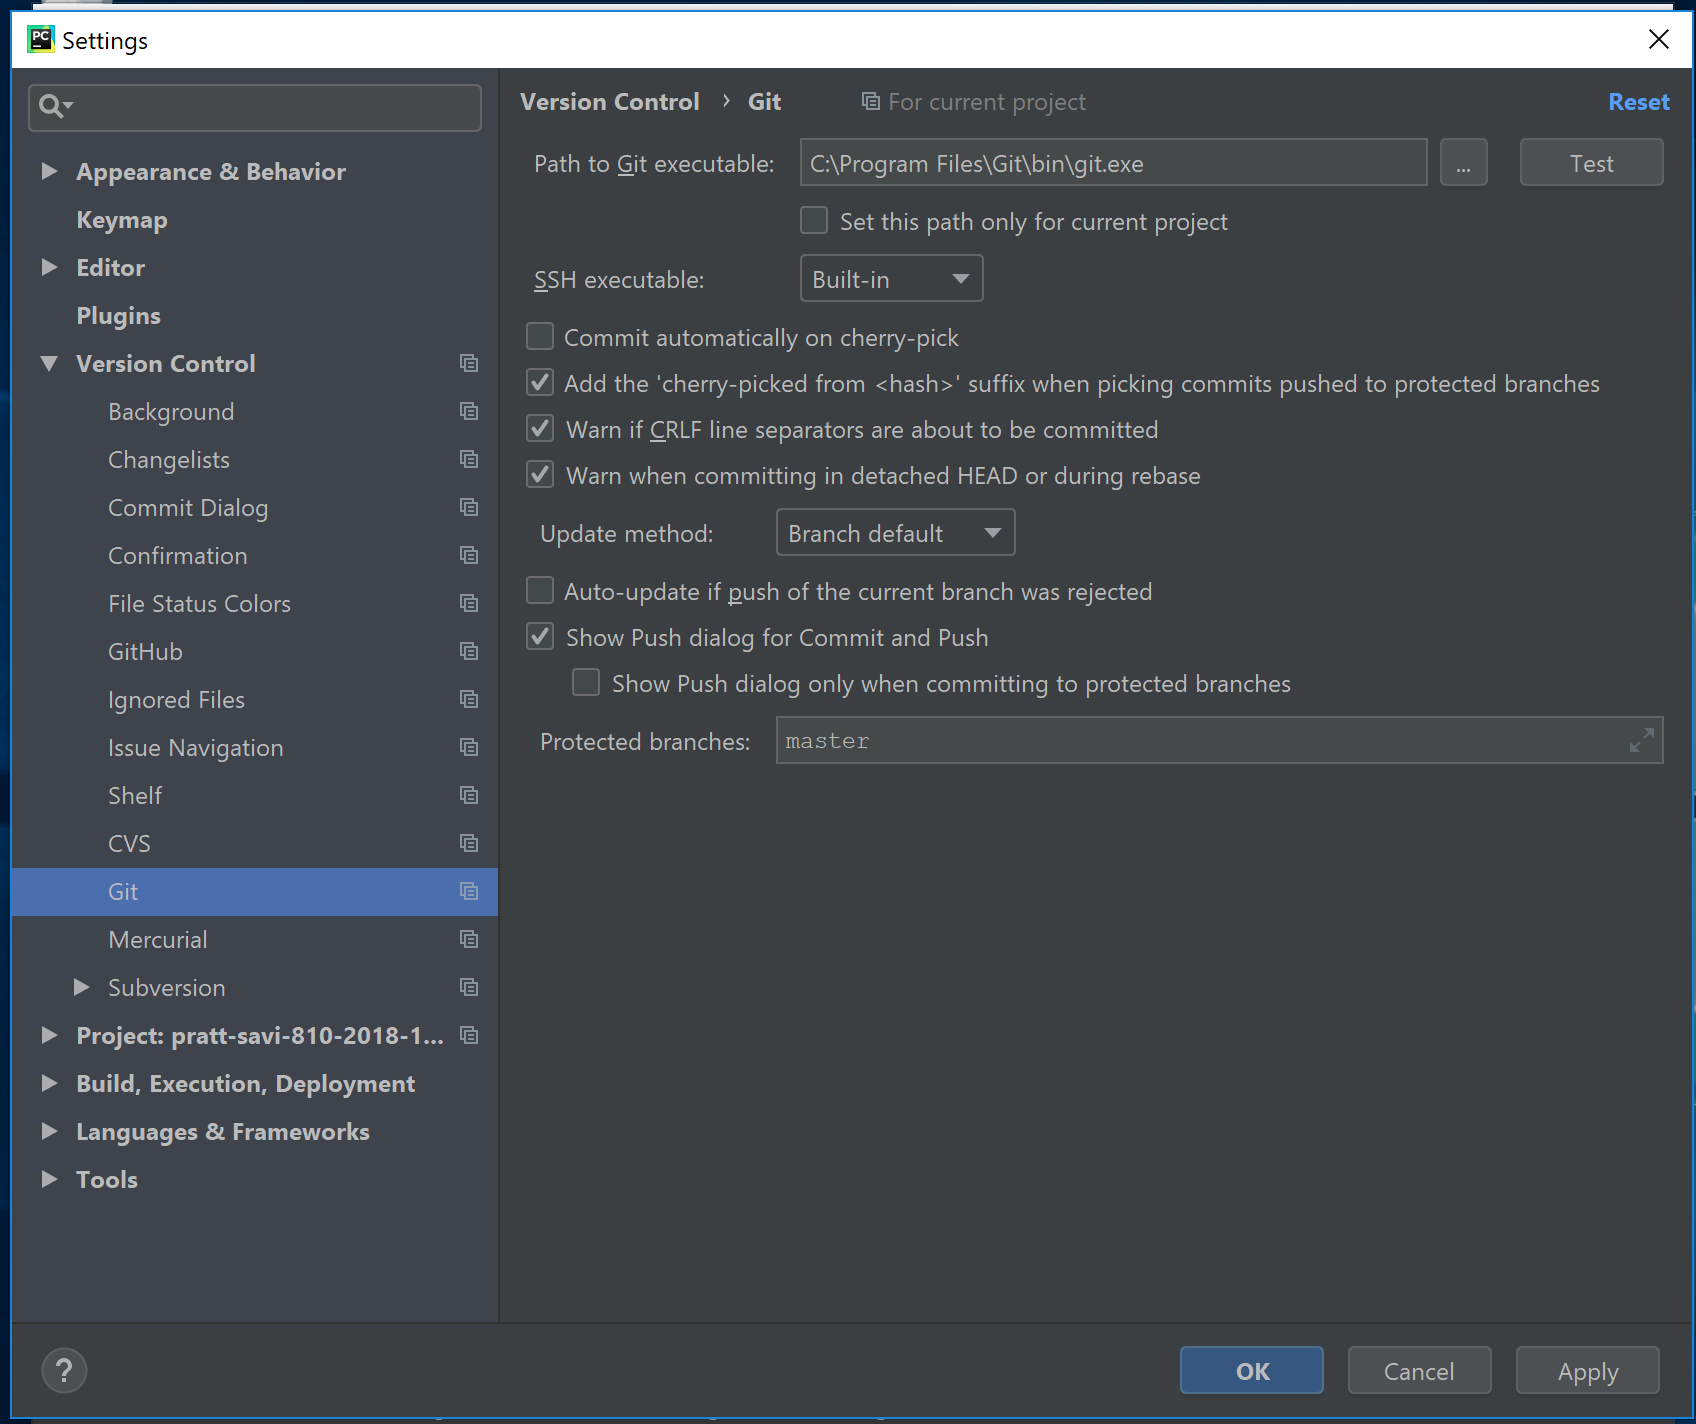 PC
Settings
Version Control › Git For current project Reset
Appearance & Behavior
Keymap
Editor
Plugins
Version Control
Background
Changelists
Commit Dialog
Confirmation
File Status Colors
GitHub
Ignored Files
Issue Navigation
Shelf
CVS
Git
Mercurial
Subversion
Project: pratt-savi-810-2018-1...
Build, Execution, Deployment
Languages & Frameworks
Tools
Path to Git executable: C:\Program Files\Git\bin\git.exe ... Test
Set this path only for current project
SSH executable: Built-in
Commit automatically on cherry-pick
Add the 'cherry-picked from <hash>' suffix when picking commits pushed to protected branches
Warn if CRLF line separators are about to be committed
Warn when committing in detached HEAD or during rebase
Update method: Branch default
Auto-update if push of the current branch was rejected
Show Push dialog for Commit and Push
Show Push dialog only when committing to protected branches
Protected branches: master
? OK Cancel Apply